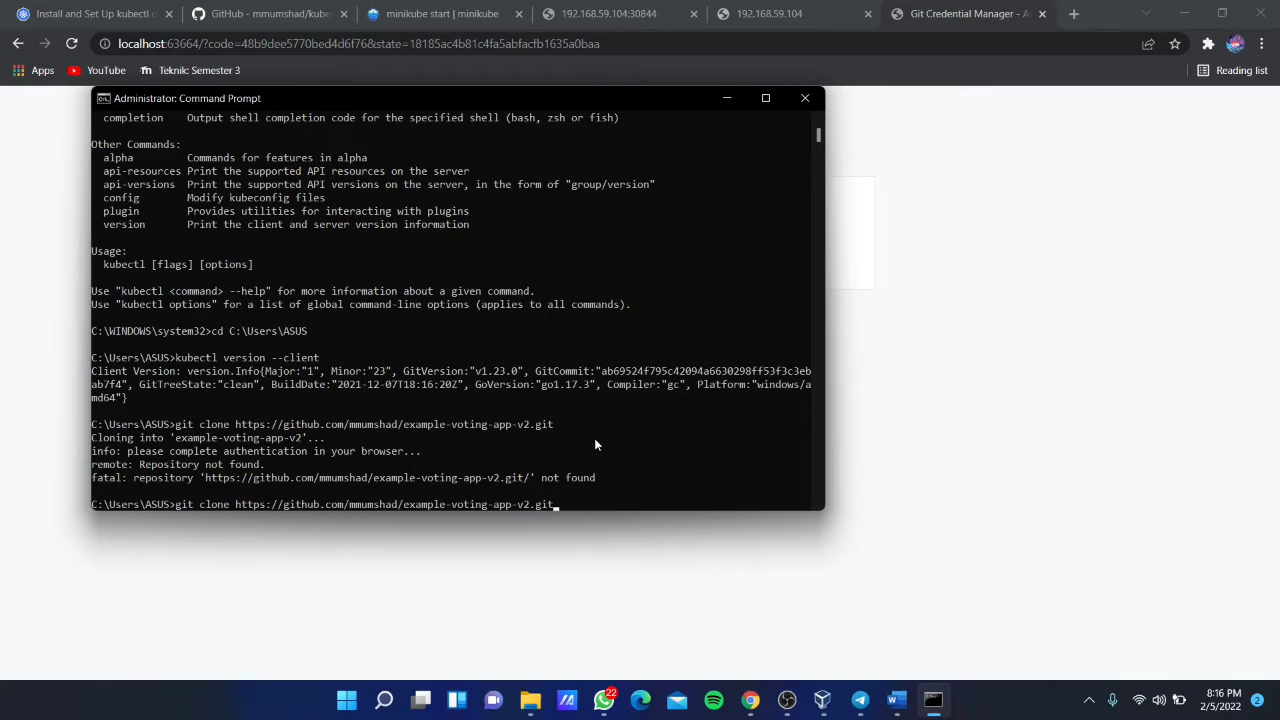 Install and Set Up kubectl o
GitHub - mmumshad/kube
minikube start | minikube
192.168.59.104:30844
192.168.59.104
Git Credential Manager - A
localhost:63664/?code=48b9dee5770bed4d6f76&state=18185ac4b81c4fa5abfacfb1635a0baa
Apps
YouTube
Teknik: Semester 3
Reading list
Administrator: Command Prompt
completion Output shell completion code for the specified shell (bash, zsh or fish)
Other Commands:
alpha Commands for features in alpha
api-resources Print the supported API resources on the server
api-versions Print the supported API versions on the server, in the form of "group/version"
config Modify kubeconfig files
plugin Provides utilities for interacting with plugins
version Print the client and server version information
Usage:
kubectl [flags] [options]
Use "kubectl <command> --help" for more information about a given command.
Use "kubectl options" for a list of global command-line options (applies to all commands).
C:\WINDOWS\system32>cd C:\Users\ASUS
C:\Users\ASUS>kubectl version --client
Client Version: version.Info{Major:"1", Minor:"23", GitVersion:"v1.23.0", GitCommit:"ab69524f795c42094a6630298ff53f3c3eb
ab7f4", GitTreeState:"clean", BuildDate:"2021-12-07T18:16:20Z", GoVersion:"go1.17.3", Compiler:"gc", Platform:"windows/a
md64"}
C:\Users\ASUS>git clone https://github.com/mmumshad/example-voting-app-v2.git
Cloning into 'example-voting-app-v2'...
info: please complete authentication in your browser...
remote: Repository not found.
fatal: repository 'https://github.com/mmumshad/example-voting-app-v2.git/' not found
C:\Users\ASUS>git clone https://github.com/mmumshad/example-voting-app-v2.git
22
8:16 PM
2/5/2022
2